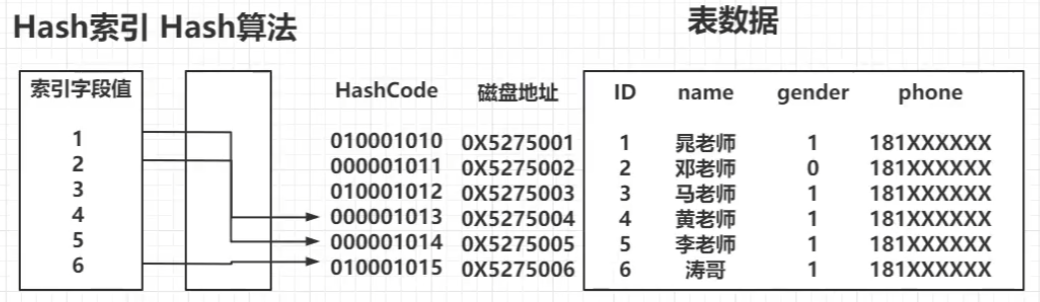 Hash索引 Hash算法 表数据
索引字段值 HashCode 磁盘地址 ID name gender phone
1 010001010 0X5275001 1 晁老师 1 181XXXXXX
2 000001011 0X5275002 2 邓老师 0 181XXXXXX
3 010001012 0X5275003 3 马老师 1 181XXXXXX
4 000001013 0X5275004 4 黄老师 1 181XXXXXX
5 000001014 0X5275005 5 李老师 1 181XXXXXX
6 010001015 0X5275006 6 涛哥 1 181XXXXXX